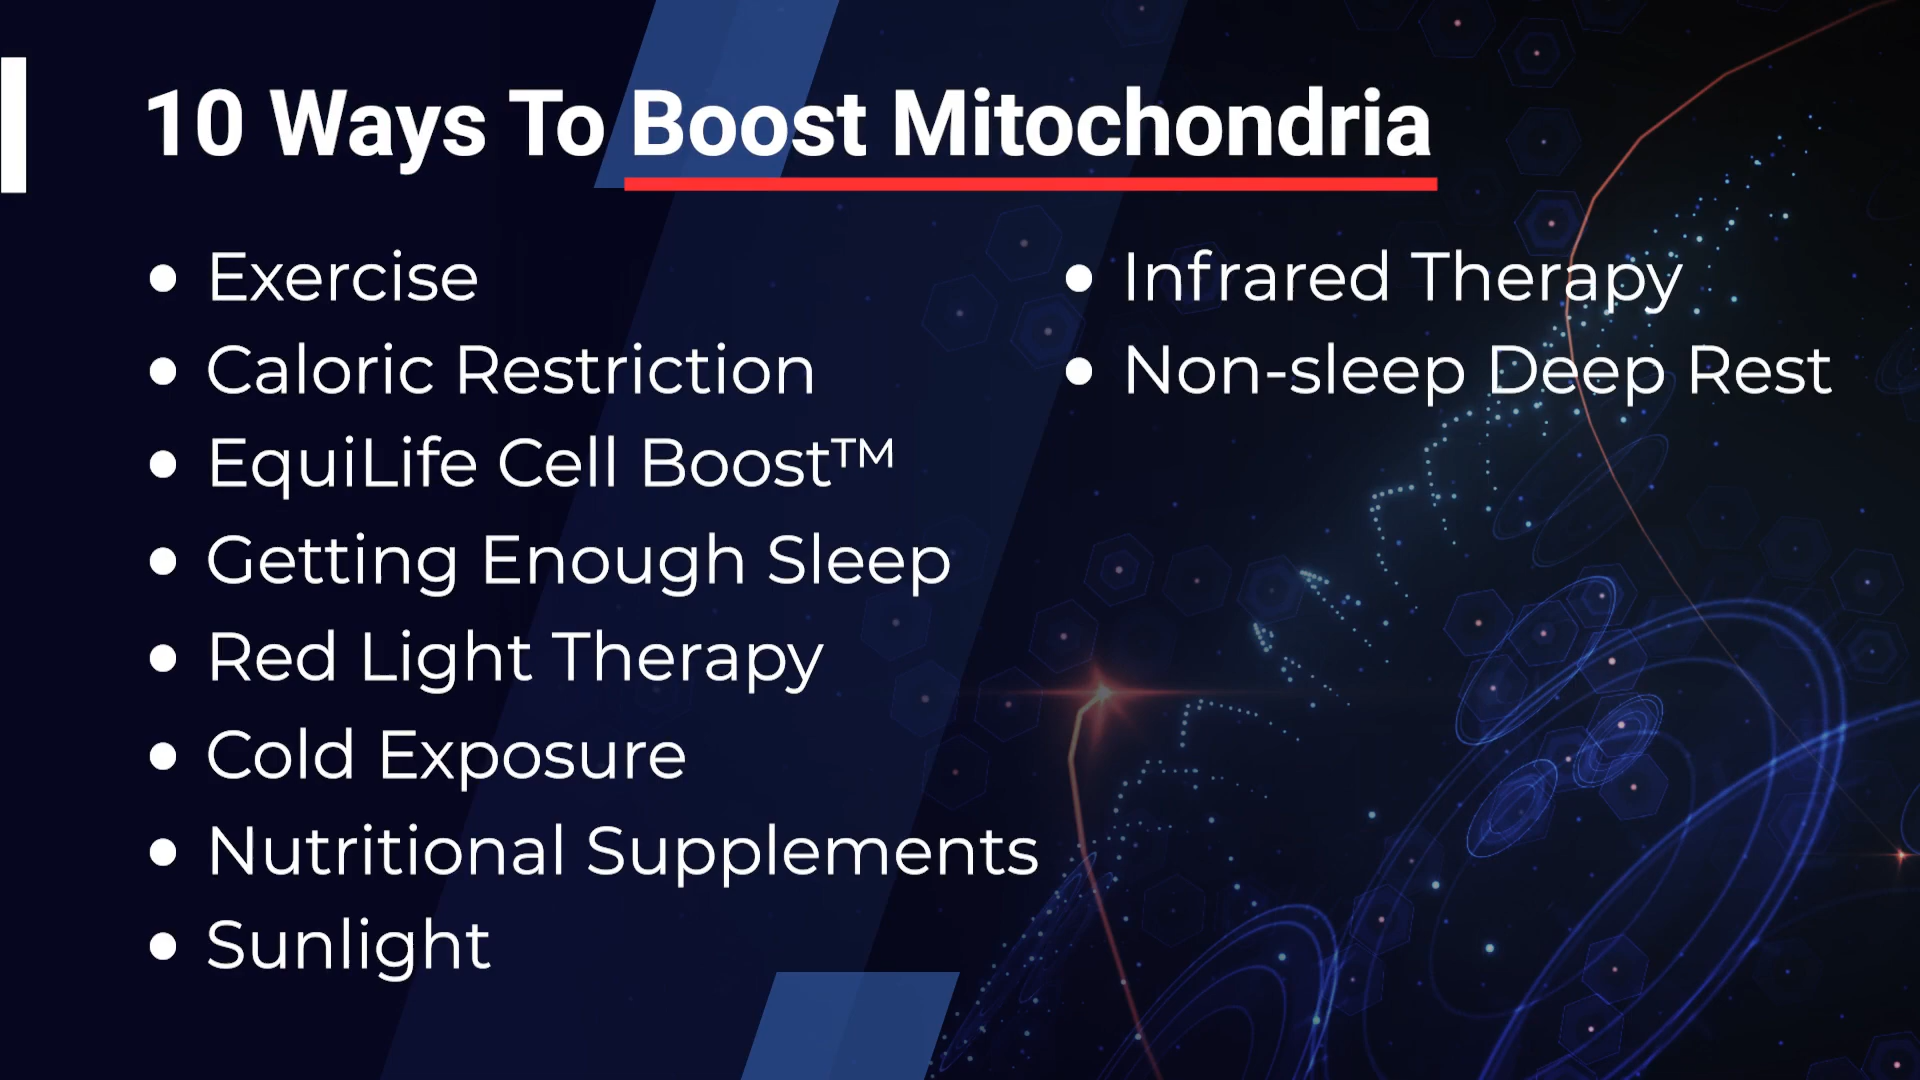 10 Ways To Boost Mitochondria
• Exercise
• Caloric Restriction
• EquiLife Cell Boost™
• Getting Enough Sleep
• Red Light Therapy
• Cold Exposure
• Nutritional Supplements
• Sunlight
• Infrared Therapy
• Non-sleep Deep Rest